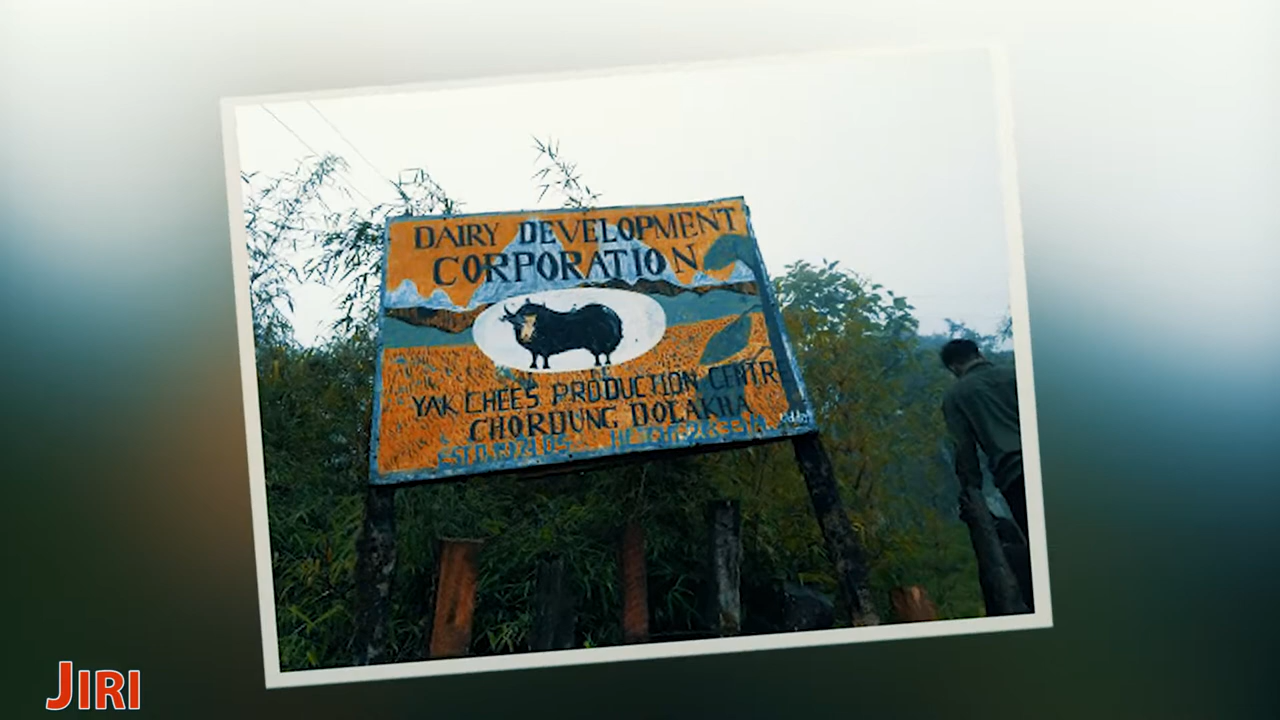 DAIRY DEVELOPMENT
CORPORATION
YAK CHEES PRODUCTION CENTR
CHORDUNG DOLAKHA
JIRI